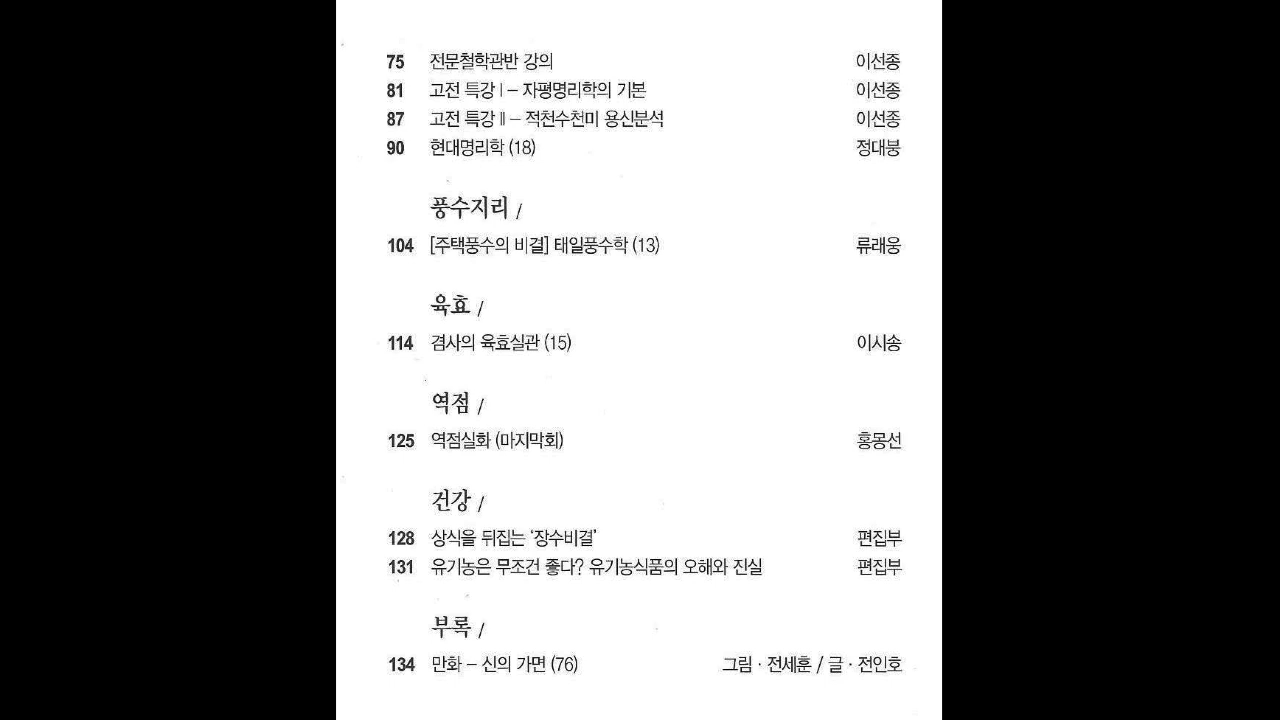 75 전문철학관반 강의 이선종
81 고전 특강 Ⅰ – 자평명리학의 기본 이선종
87 고전 특강 Ⅱ – 적천수천미 용신분석 이선종
90 현대명리학 (18) 정대붕
풍수지리 /
104 [주택풍수의 비결] 태일풍수학 (13) 류래웅
육효 /
114 겸사의 육효실관 (15) 이시송
역점 /
125 역점실화 (마지막회) 홍몽선
건강 /
128 상식을 뒤집는 ‘장수비결’ 편집부
131 유기농은 무조건 좋다? 유기농식품의 오해와 진실 편집부
부록 /
134 만화 – 신의 가면 (76) 그림 · 전세훈 / 글 · 전인호